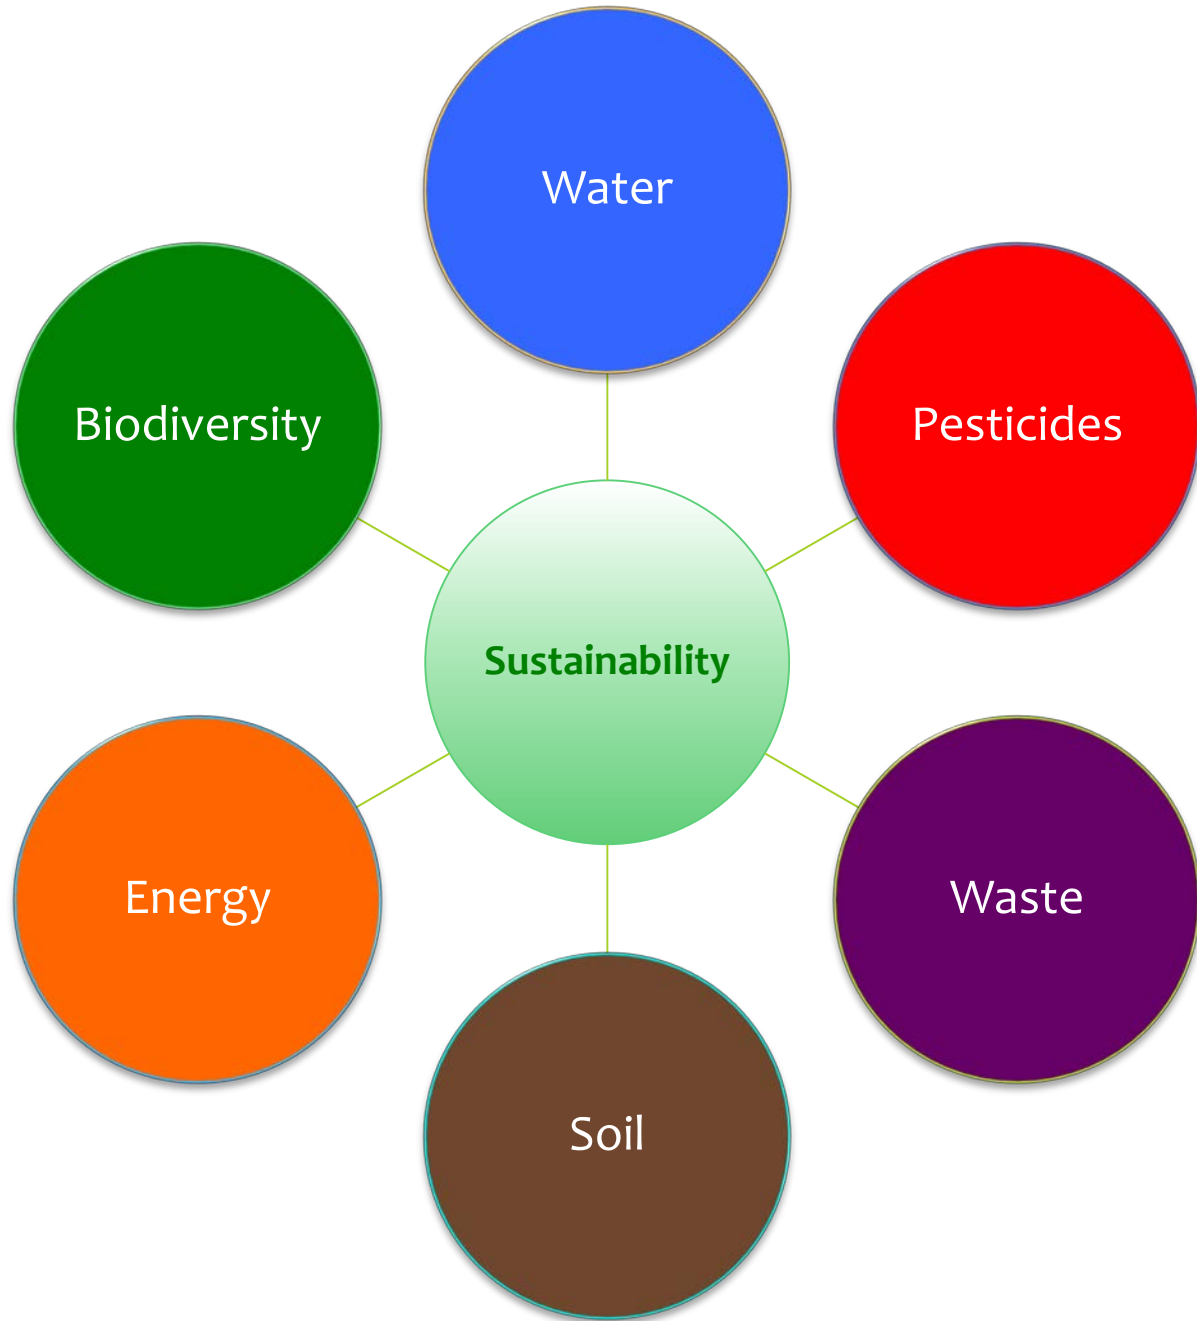 Water
Biodiversity
Pesticides
Sustainability
Energy
Waste
Soil